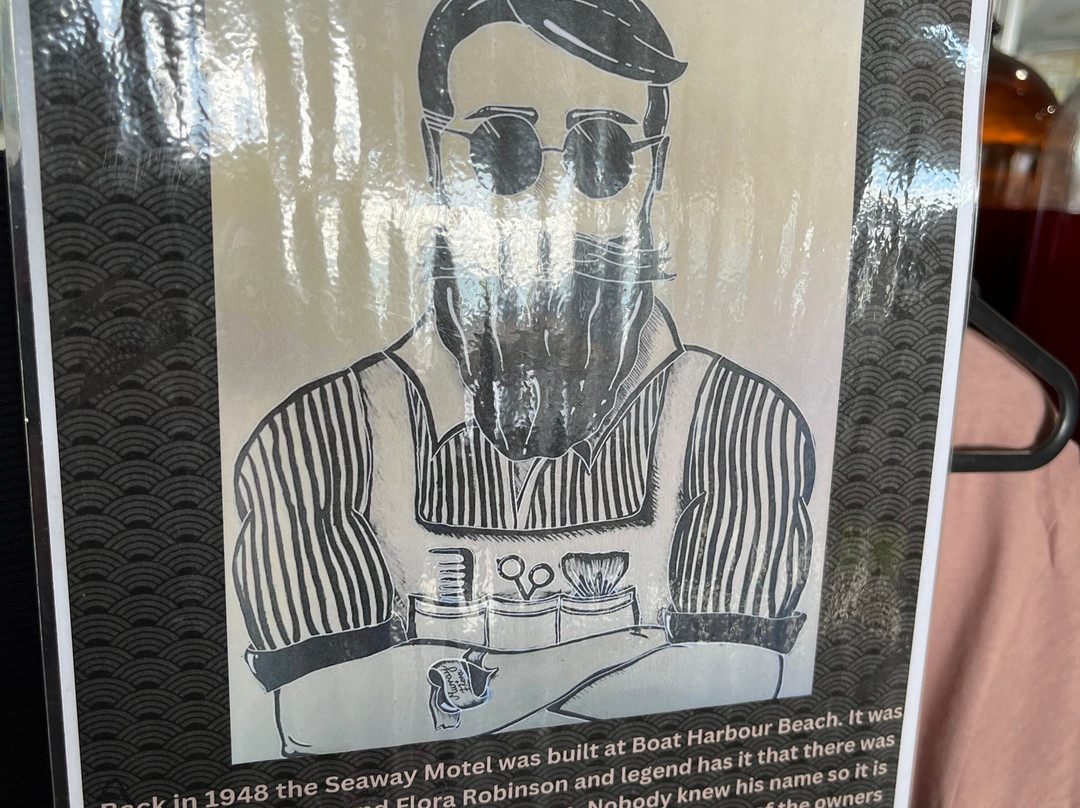 Back in 1948 the Seaway Motel was built at Boat Harbour Beach. It was
Flora Robinson and legend has it that there was
Nobody knew his name so it is
of the owners